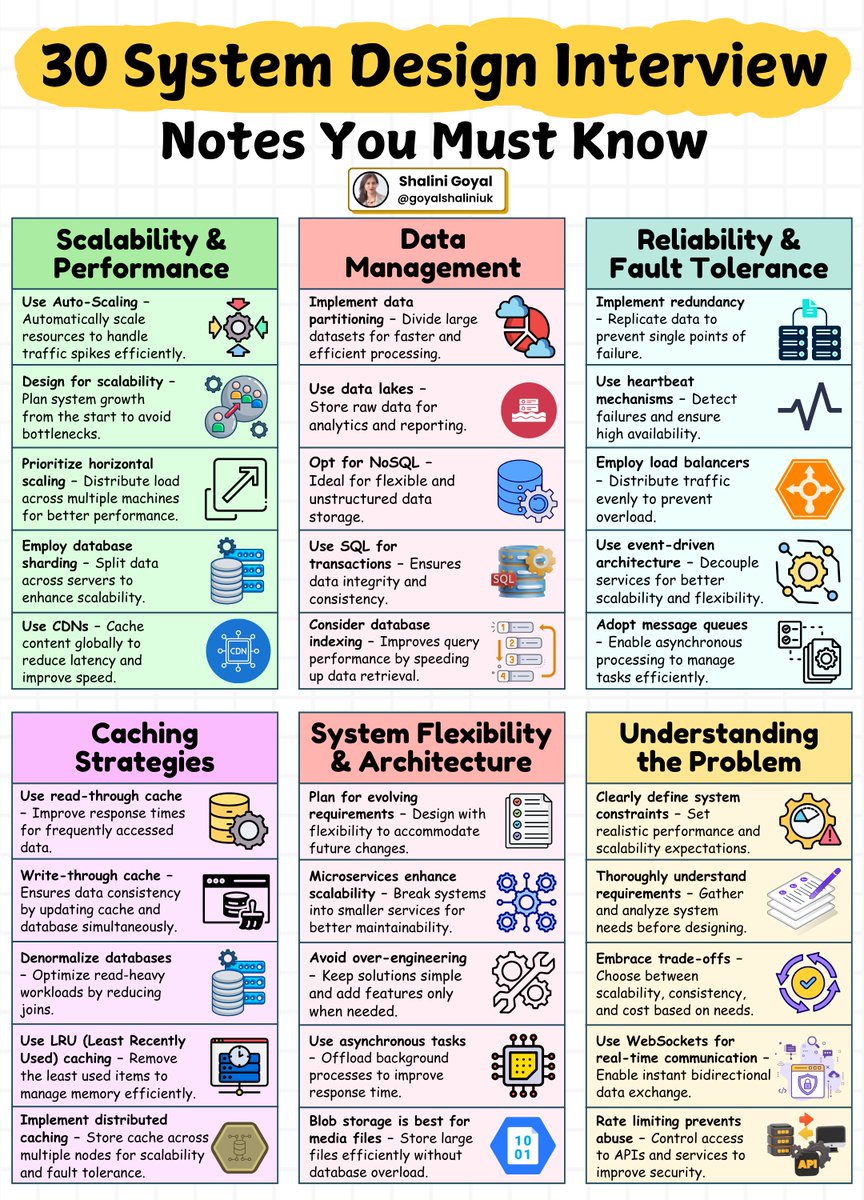 30 System Design Interview
Notes You Must Know
Shalini Goyal
@goyalshaliniuk
Scalability &
Performance
Use Auto-Scaling –
Automatically scale
resources to handle
traffic spikes efficiently.
Design for scalability –
Plan system growth
from the start to avoid
bottlenecks.
Prioritize horizontal
scaling – Distribute load
across multiple machines
for better performance.
Employ database
sharding – Split data
across servers to
enhance scalability.
Use CDNs – Cache
content globally to
reduce latency and
improve speed.
CDN
Data
Management
Implement data
partitioning – Divide large
datasets for faster and
efficient processing.
Use data lakes –
Store raw data for
analytics and reporting.
Opt for NoSQL –
Ideal for flexible and
unstructured data
storage.
Use SQL for
transactions – Ensures
data integrity and
consistency.
SQL
Consider database
indexing – Improves query
performance by speeding
up data retrieval.
1
2
3
4
Reliability &
Fault Tolerance
Implement redundancy
– Replicate data to
prevent single points of
failure.
Use heartbeat
mechanisms – Detect
failures and ensure
high availability.
Employ load balancers
– Distribute traffic
evenly to prevent
overload.
Use event-driven
architecture – Decouple
services for better
scalability and flexibility.
Adopt message queues
– Enable asynchronous
processing to manage
tasks efficiently.
Caching
Strategies
Use read-through cache
– Improve response times
for frequently accessed
data.
Write-through cache –
Ensures data consistency
by updating cache and
database simultaneously.
Denormalize databases
– Optimize read-heavy
workloads by reducing
joins.
Use LRU (Least Recently
Used) caching – Remove
the least used items to
manage memory efficiently.
Implement distributed
caching – Store cache across
multiple nodes for scalability
and fault tolerance.
System Flexibility
& Architecture
Plan for evolving
requirements – Design with
flexibility to accommodate
future changes.
Microservices enhance
scalability – Break systems
into smaller services for
better maintainability.
Avoid over-engineering
– Keep solutions simple
and add features only
when needed.
Use asynchronous tasks
– Offload background
processes to improve
response time.
Blob storage is best for
media files – Store large
files efficiently without
database overload.
10
01
Understanding
the Problem
Clearly define system
constraints – Set
realistic performance and
scalability expectations.
Thoroughly understand
requirements – Gather
and analyze system
needs before designing.
Embrace trade-offs –
Choose between
scalability, consistency,
and cost based on needs.
Use WebSockets for
real-time communication –
Enable instant bidirectional
data exchange.
Rate limiting prevents
abuse – Control access
to APIs and services to
improve security.
API